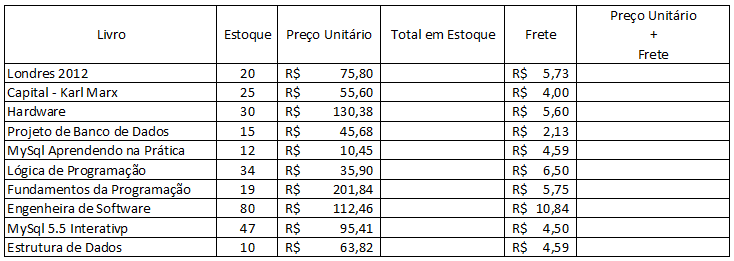 Livro Estoque Preço Unitário Total em Estoque Frete Preço Unitário + Frete
Londres 2012 20 R$ 75,80 R$ 5,73
Capital - Karl Marx 25 R$ 55,60 R$ 4,00
Hardware 30 R$ 130,38 R$ 5,60
Projeto de Banco de Dados 15 R$ 45,68 R$ 2,13
MySql Aprendendo na Prática 12 R$ 10,45 R$ 4,59
Lógica de Programação 34 R$ 35,90 R$ 6,50
Fundamentos da Programação 19 R$ 201,84 R$ 5,75
Engenheira de Software 80 R$ 112,46 R$ 10,84
MySql 5.5 Interativp 47 R$ 95,41 R$ 4,50
Estrutura de Dados 10 R$ 63,82 R$ 4,59